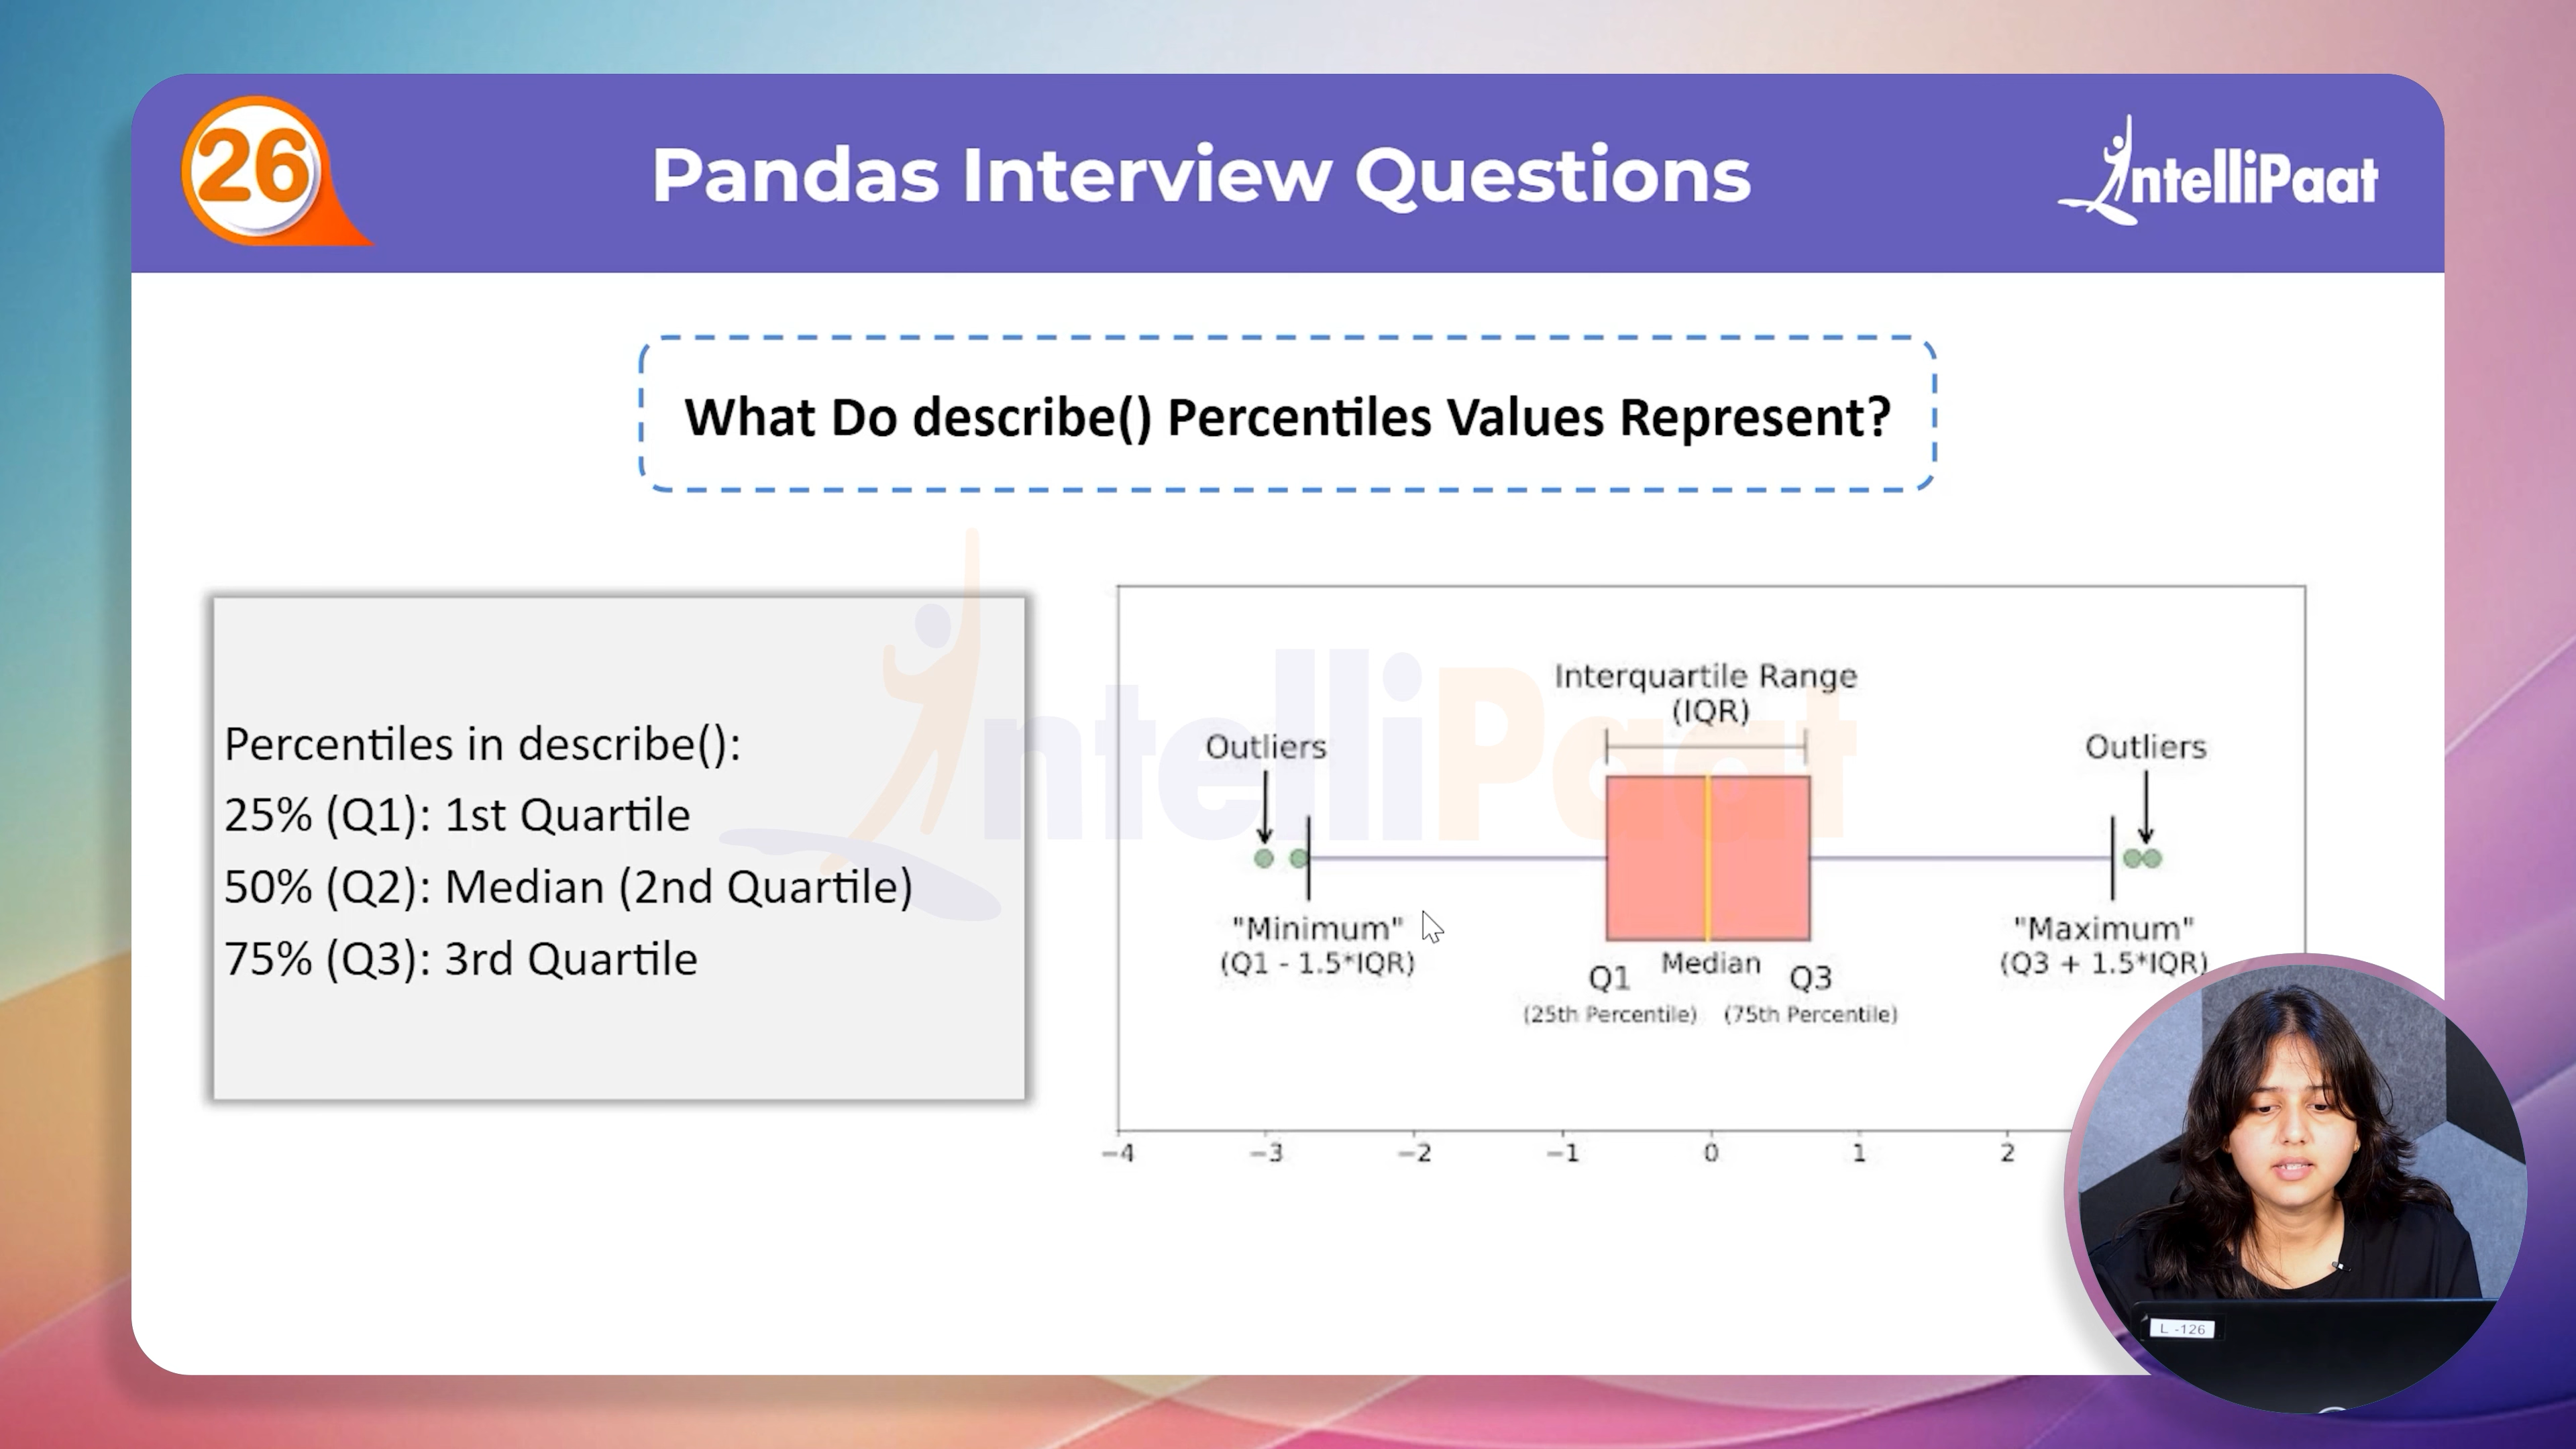 26
Pandas Interview Questions
IntelliPaat
What Do describe() Percentiles Values Represent?
Percentiles in describe():
25% (Q1): 1st Quartile
50% (Q2): Median (2nd Quartile)
75% (Q3): 3rd Quartile
IntelliPaat
Interquartile Range
(IQR)
Outliers
Outliers
"Minimum"
(Q1 - 1.5*IQR)
"Maximum"
(Q3 + 1.5*IQR)
Q1
Median
Q3
(25th Percentile)
(75th Percentile)
−4 −3 −2 −1 0 1 2
L -126